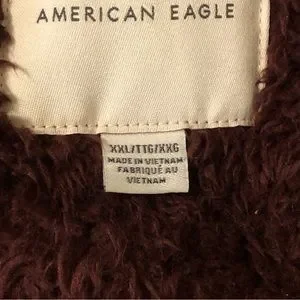 AMERICAN EAGLE
XXL/TTG/XXG
MADE IN VIETNAM
FABRIQUÉ AU
VIETNAM